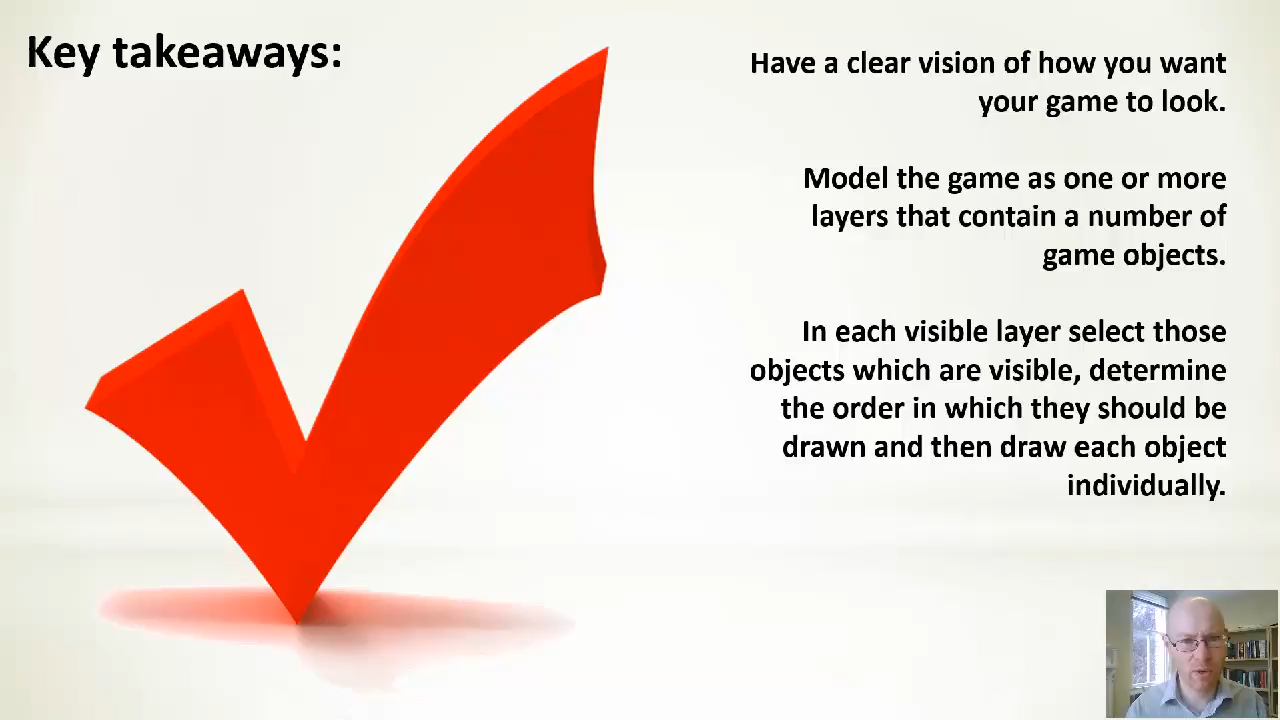 Key takeaways:
Have a clear vision of how you want
your game to look.
Model the game as one or more
layers that contain a number of
game objects.
In each visible layer select those
objects which are visible, determine
the order in which they should be
drawn and then draw each object
individually.